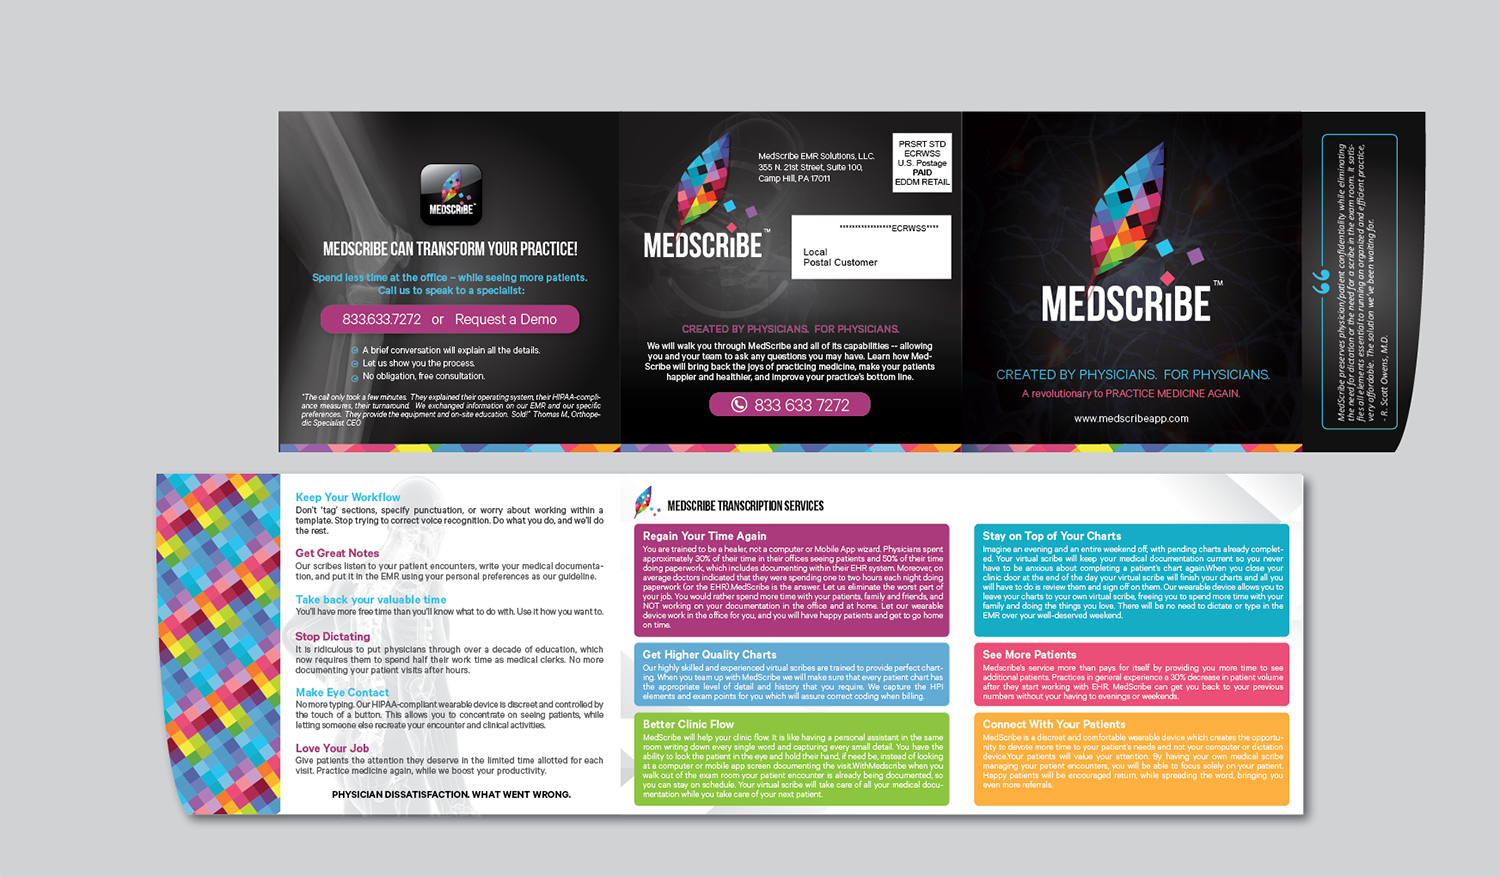 MEDSCRiBE™
MEDSCRIBE CAN TRANSFORM YOUR PRACTICE!
Spend less time at the office – while seeing more patients.
Call us to speak to a specialist:
833.633.7272 or Request a Demo
A brief conversation will explain all the details.
Let us show you the process.
No obligation, free consultation.
"The call only took a few minutes. They explained their operating system, their HIPAA-compli-
ance measures, their turnaround. We exchanged information on our EMR and our specific
preferences. They provide the equipment and on-site education. Sold!" Thomas M., Orthope-
dic Specialist CEO
MEDSCRiBE™
MedScribe EMR Solutions, LLC.
355 N. 21st Street, Suite 100,
Camp Hill, PA 17011
PRSRT STD
ECRWSS
U.S. Postage
PAID
EDDM RETAIL
*****************ECRWSS****
Local
Postal Customer
CREATED BY PHYSICIANS. FOR PHYSICIANS.
We will walk you through MedScribe and all of its capabilities -- allowing
you and your team to ask any questions you may have. Learn how Med-
Scribe will bring back the joys of practicing medicine, make your patients
happier and healthier, and improve your practice's bottom line.
833 633 7272
MEDSCRiBE™
CREATED BY PHYSICIANS. FOR PHYSICIANS.
A revolutionary to PRACTICE MEDICINE AGAIN.
www.medscribeapp.com
“
MedScribe preserves physician/patient confidentiality while eliminating
the need for dictation or the need for a scribe in the exam room. It satis-
fies all elements essential to running an organized and efficient practice,
very affordable. The solution we've been waiting for.
- R. Scott Owens, M.D.
Keep Your Workflow
Don't 'tag' sections, specify punctuation, or worry about working within a
template. Stop trying to correct voice recognition. Do what you do, and we'll do
the rest.
Get Great Notes
Our scribes listen to your patient encounters, write your medical documenta-
tion, and put it in the EMR using your personal preferences as our guideline.
Take back your valuable time
You'll have more free time than you'll know what to do with. Use it how you want to.
Stop Dictating
It is ridiculous to put physicians through over a decade of education, which
now requires them to spend half their work time as medical clerks. No more
documenting your patient visits after hours.
Make Eye Contact
No more typing. Our HIPAA-compliant wearable device is discreet and controlled by
the touch of a button. This allows you to concentrate on seeing patients, while
letting someone else recreate your encounter and clinical activities.
Love Your Job
Give patients the attention they deserve in the limited time allotted for each
visit. Practice medicine again, while we boost your productivity.
PHYSICIAN DISSATISFACTION. WHAT WENT WRONG.
MEDSCRIBE TRANSCRIPTION SERVICES
Regain Your Time Again
You are trained to be a healer, not a computer or Mobile App wizard. Physicians spent
approximately 30% of their time in their offices seeing patients and 50% of their time
doing paperwork, which includes documenting within their EHR system. Moreover, on
average doctors indicated that they were spending one to two hours each night doing
paperwork (or the EHR).MedScribe is the answer. Let us eliminate the worst part of
your job. You would rather spend more time with your patients, family and friends, and
NOT working on your documentation in the office and at home. Let our wearable
device work in the office for you, and you will have happy patients and get to go home
on time.
Get Higher Quality Charts
Our highly skilled and experienced virtual scribes are trained to provide perfect chart-
ing. When you team up with MedScribe we will make sure that every patient chart has
the appropriate level of detail and history that you require. We capture the HPI
elements and exam points for you which will assure correct coding when billing.
Better Clinic Flow
MedScribe will help your clinic flow. It is like having a personal assistant in the same
room writing down every single word and capturing every small detail. You have the
ability to look the patient in the eye and hold their hand, if need be, instead of looking
at a computer or mobile app screen documenting the visit.WithMedscribe when you
walk out of the exam room your patient encounter is already being documented, so
you can stay on schedule. Your virtual scribe will take care of all your medical docu-
mentation while you take care of your next patient.
Stay on Top of Your Charts
Imagine an evening and an entire weekend off, with pending charts already complet-
ed. Your virtual scribe will keep your medical documentation current so you never
have to be anxious about completing a patient's chart again.When you close your
clinic door at the end of the day your virtual scribe will finish your charts and all you
will have to do is review them and sign off on them. Our wearable device allows you to
leave your charts to your own virtual scribe, freeing you to spend more time with your
family and doing the things you love. There will be no need to dictate or type in the
EMR over your well-deserved weekend.
See More Patients
Medscribe's service more than pays for itself by providing you more time to see
additional patients. Practices in general experience a 30% decrease in patient volume
after they start working with EHR. MedScribe can get you back to your previous
numbers without your having to evenings or weekends.
Connect With Your Patients
MedScribe is a discreet and comfortable wearable device which creates the opportu-
nity to devote more time to your patient's needs and not your computer or dictation
device.Your patients will value your attention. By having your own medical scribe
managing your patient encounters, you will be able to focus solely on your patient.
Happy patients will be encouraged return, while spreading the word, bringing you
even more referrals.